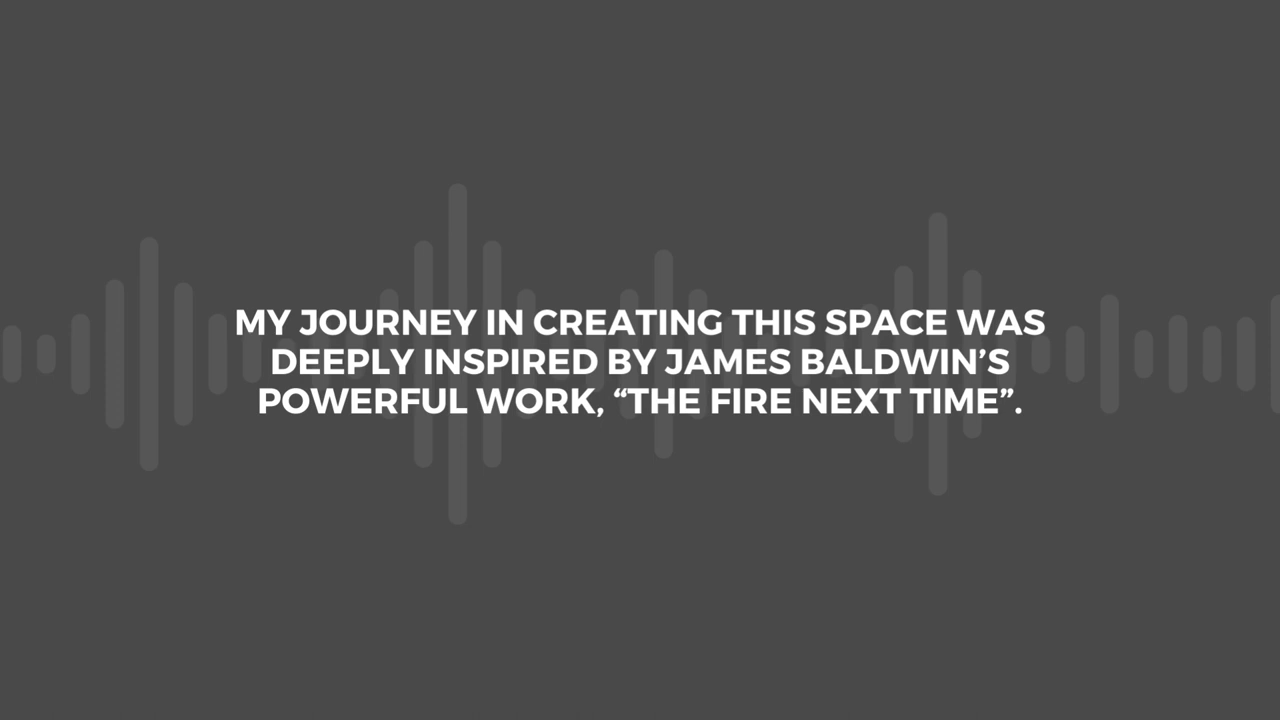 MY JOURNEY IN CREATING THIS SPACE WAS
DEEPLY INSPIRED BY JAMES BALDWIN’S
POWERFUL WORK, “THE FIRE NEXT TIME”.